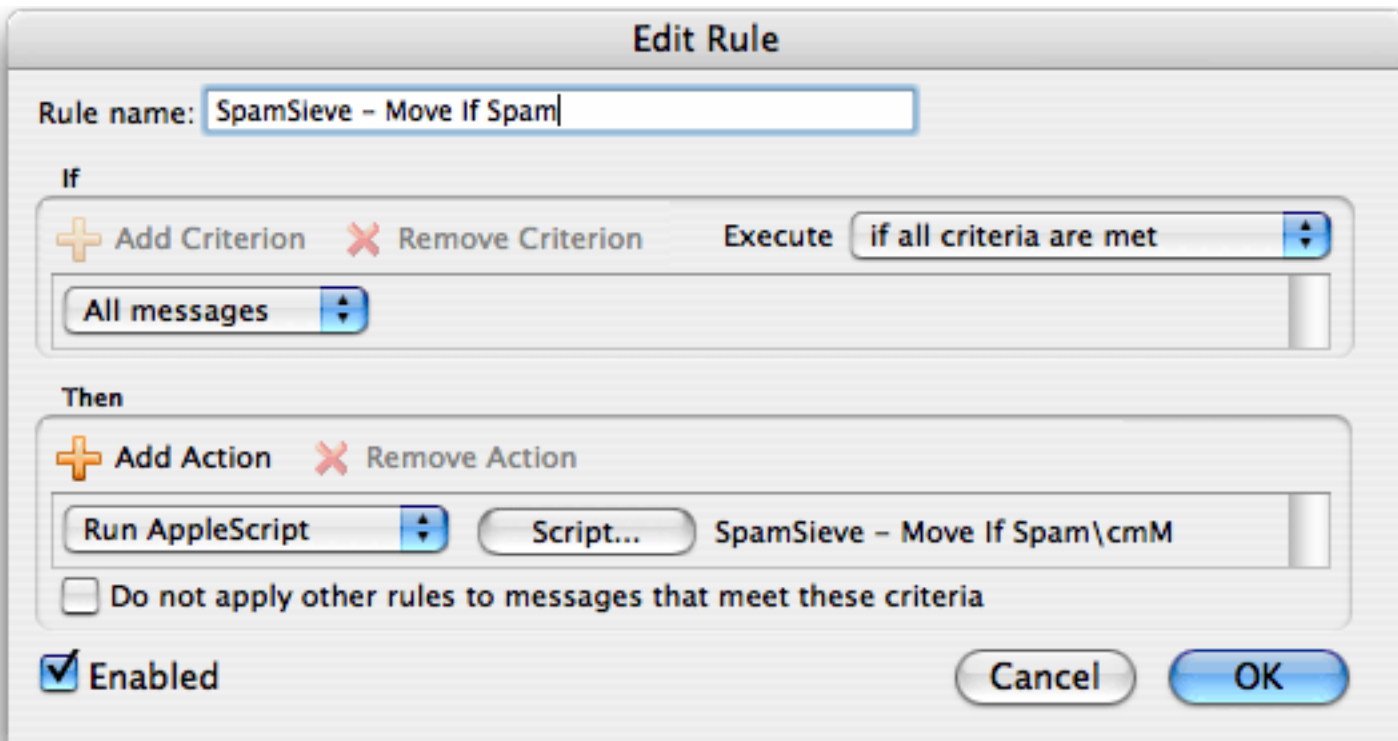 Edit Rule
Rule name: SpamSieve – Move If Spam
If
Add Criterion Remove Criterion Execute if all criteria are met
All messages
Then
Add Action Remove Action
Run AppleScript Script... SpamSieve – Move If Spam\cmM
Do not apply other rules to messages that meet these criteria
Enabled Cancel OK